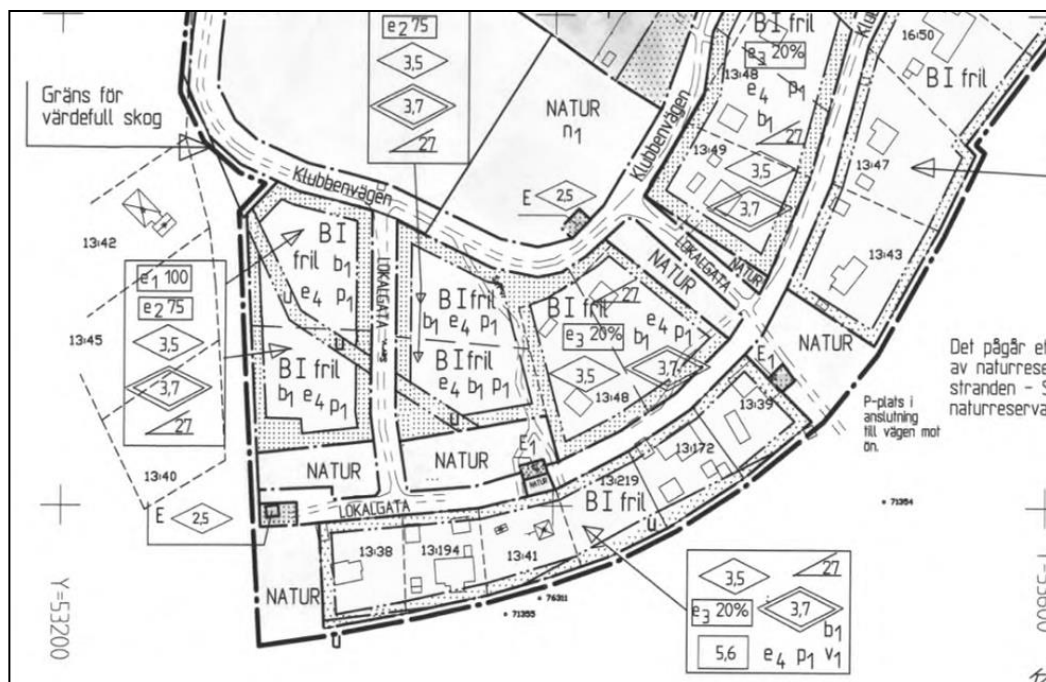 e2 75
3,5
3,7
27
Gräns för
värdefull skog
Klubbenvägen
NATUR
n1
E
2,5
Klubbenvägen
BI fril
e3 20%
13:48
e4 p1
b1
27
13:49
3,5
3,7
16:50
BI fril
13:47
13:43
13:42
e1 100
e2 75
3,5
3,7
27
13:45
13:40
E
2,5
BI
fril b1
u e4 p1
u
BI fril
b1 e4 p1
LOKALGATA
BI fril
b1 e4 p1
BI fril
e4 b1 p1
u
BI fril
27
e3 20%
e4 p1
b1
3,5
3,7
13:48
NATUR
LOKALGATA
NATUR
NATUR
E1
13:39
Det pågår
av naturrese
stranden - S
naturreserva
P-plats i
anslutning
till vägen mot
ön.
NATUR
NATUR
E1
NATUR
LOKALGATA
13:172
13:219
BI fril
u
13:38
13:194
13:41
NATUR
u
71355
76311
71354
3,5
27
e3 20%
3,7
b1
5,6
e4 p1 v1
Y=53200